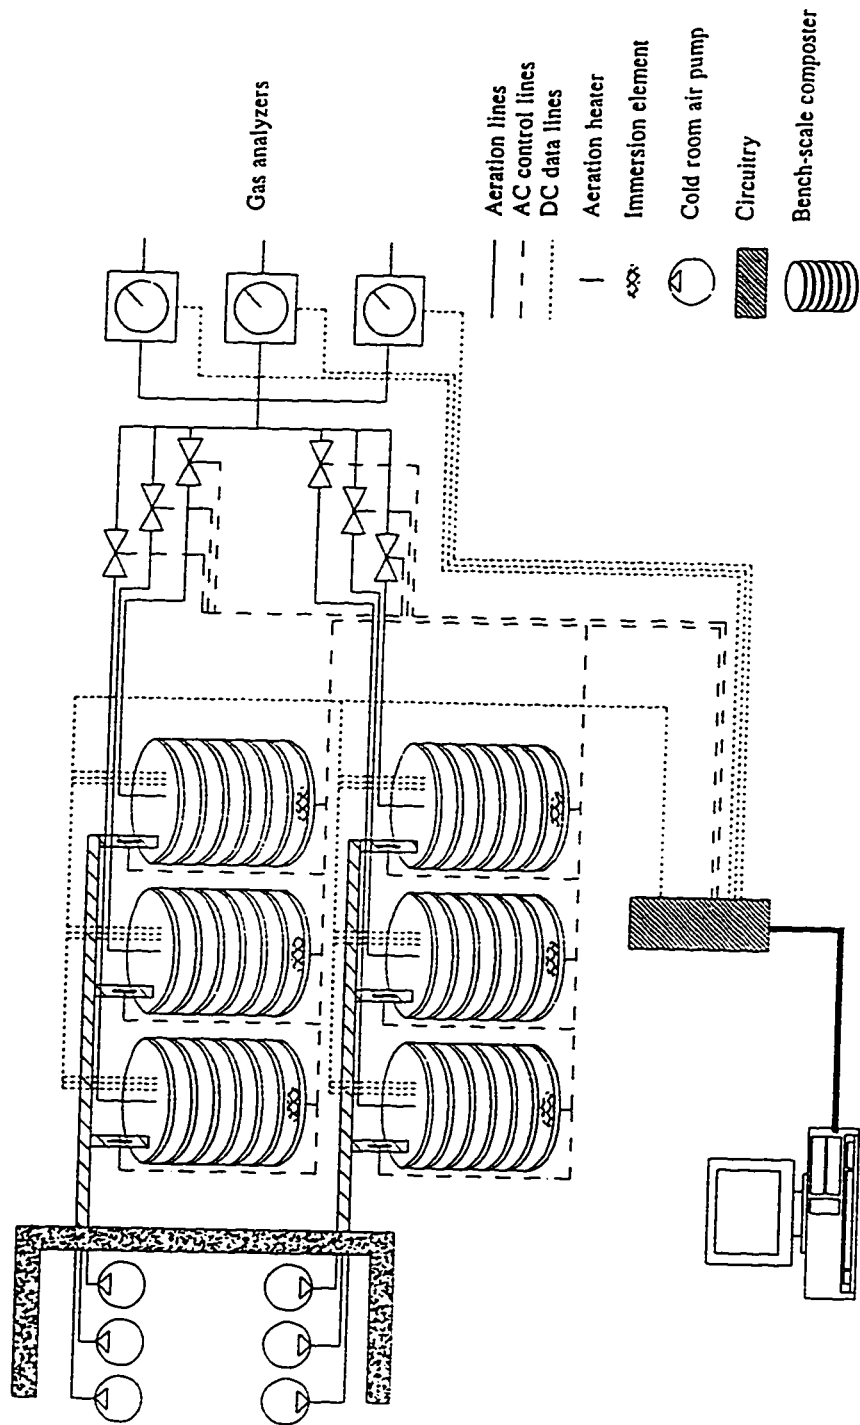 Gas analyzers
Aeration lines
AC control lines
DC data lines
Aeration heater
Immersion element
Cold room air pump
Circuitry
Bench-scale composter